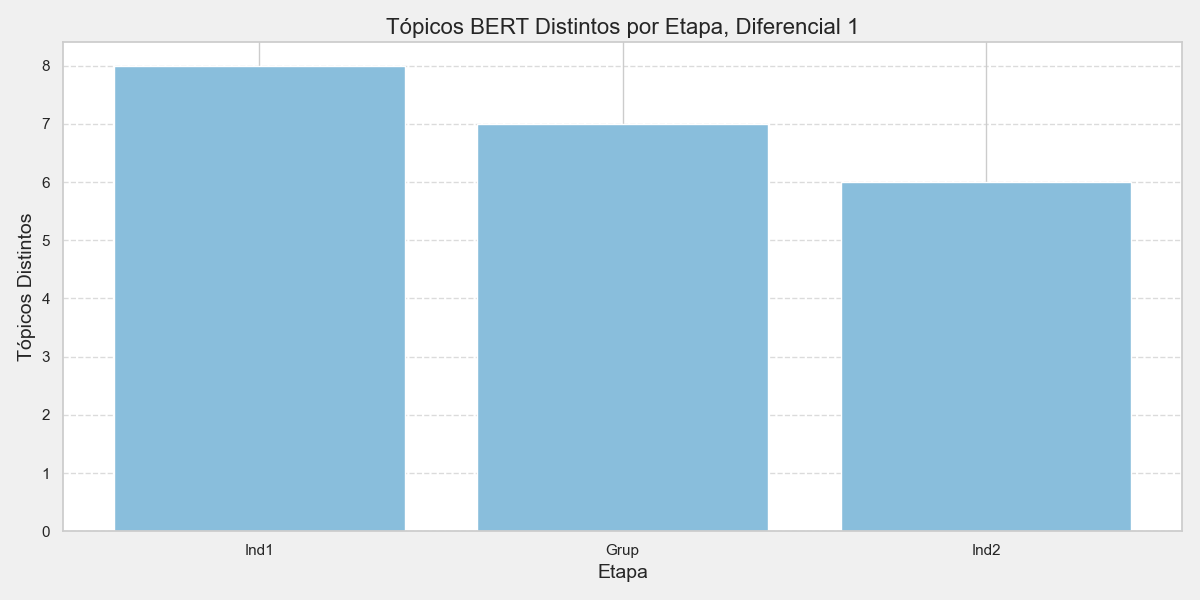 Tópicos BERT Distintos por Etapa, Diferencial 1
Tópicos Distintos
8
7
6
5
4
3
2
1
0
Ind1
Grup
Ind2
Etapa